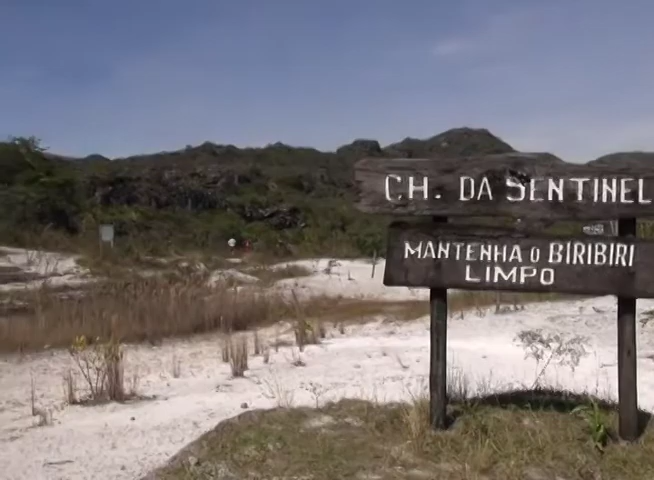 CH. DA SENTINEL
MANTENHA O BIRIBIRI
LIMPO